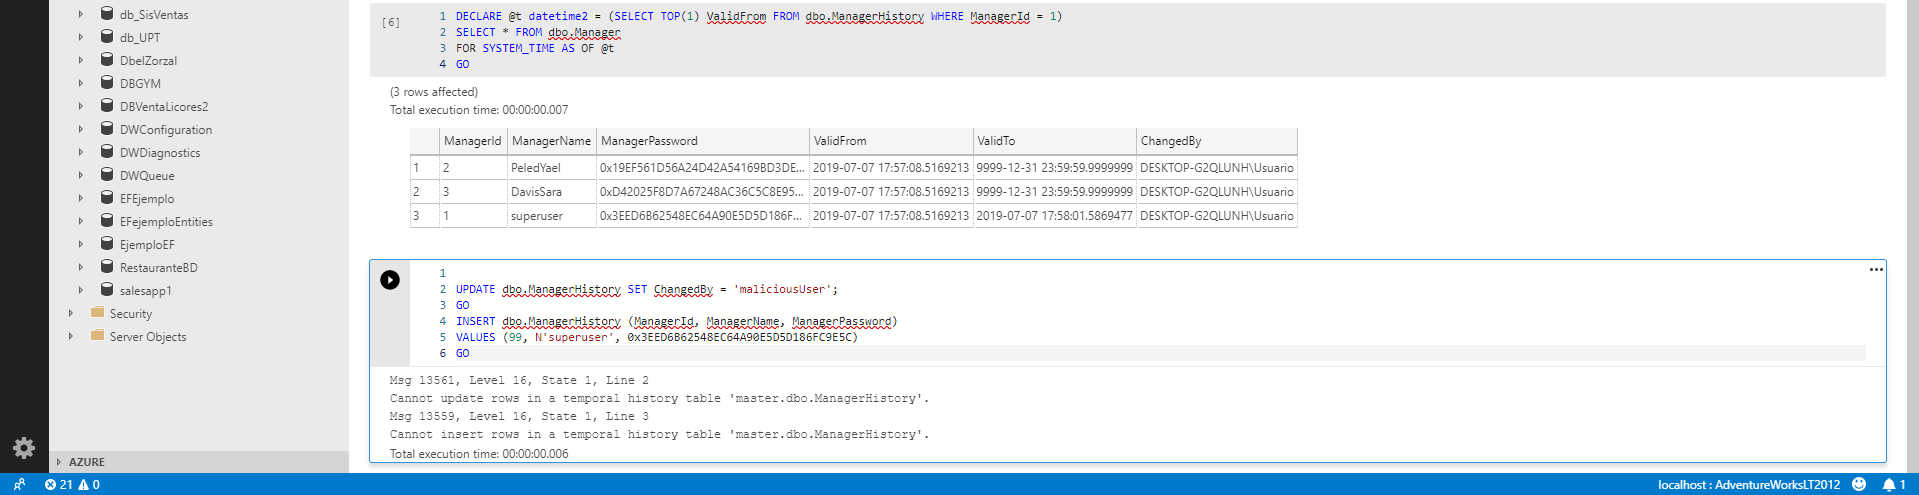 db_SisVentas
db_UPT
DbelZorzal
DBGYM
DBVentaLicores2
DWConfiguration
DWDiagnostics
DWQueue
EFEjemplo
EFejemploEntities
EjemploEF
RestauranteBD
salesapp1
Security
Server Objects
AZURE
[6]
1 DECLARE @t datetime2 = (SELECT TOP(1) ValidFrom FROM dbo.ManagerHistory WHERE ManagerId = 1)
2 SELECT * FROM dbo.Manager
3 FOR SYSTEM_TIME AS OF @t
4 GO
(3 rows affected)
Total execution time: 00:00:00.007
ManagerId ManagerName ManagerPassword ValidFrom ValidTo ChangedBy
1 2 PeledYael 0x19EF561D56A24D42A54169BD3DE... 2019-07-07 17:57:08.5169213 9999-12-31 23:59:59.9999999 DESKTOP-G2QLUNH\Usuario
2 3 DavisSara 0xD42025F8D7A67248AC36C5C8E95... 2019-07-07 17:57:08.5169213 9999-12-31 23:59:59.9999999 DESKTOP-G2QLUNH\Usuario
3 1 superuser 0x3EED6B62548EC64A90E5D5D186F... 2019-07-07 17:57:08.5169213 2019-07-07 17:58:01.5869477 DESKTOP-G2QLUNH\Usuario
1
2 UPDATE dbo.ManagerHistory SET ChangedBy = 'maliciousUser';
3 GO
4 INSERT dbo.ManagerHistory (ManagerId, ManagerName, ManagerPassword)
5 VALUES (99, N'superuser', 0x3EED6B62548EC64A90E5D5D186FC9E5C)
6 GO
Msg 13561, Level 16, State 1, Line 2
Cannot update rows in a temporal history table 'master.dbo.ManagerHistory'.
Msg 13559, Level 16, State 1, Line 3
Cannot insert rows in a temporal history table 'master.dbo.ManagerHistory'.
Total execution time: 00:00:00.006
21 0
localhost : AdventureWorksLT2012
1